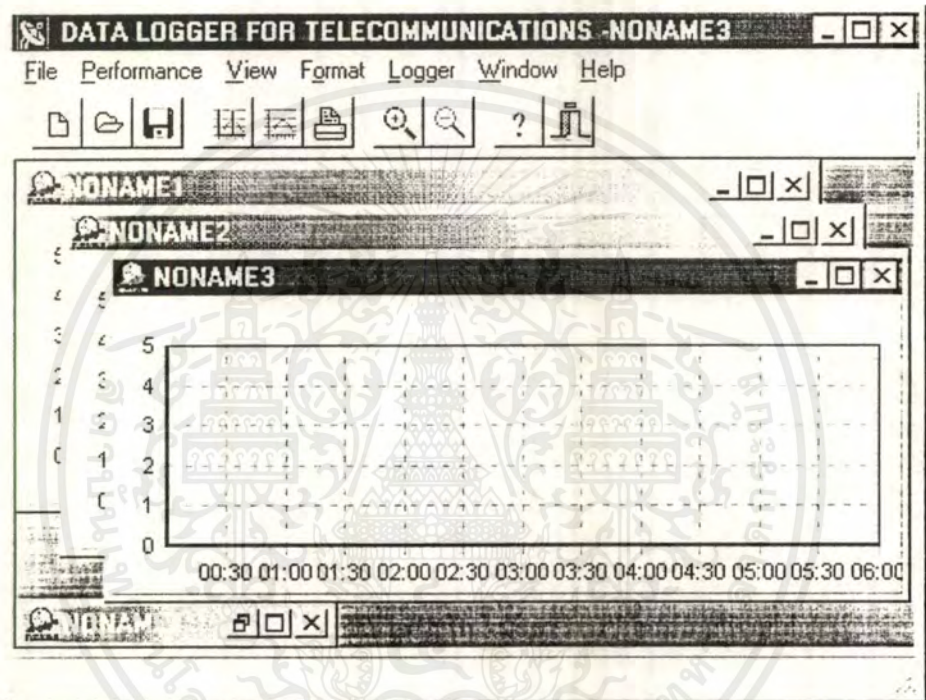 DATA LOGGER FOR TELECOMMUNICATIONS -NONAME3
File Performance View Format Logger Window Help
?
NONAME1
NONAME2
NONAME3
5
4
3
2
1
0
00:30 01:00 01:30 02:00 02:30 03:00 03:30 04:00 04:30 05:00 05:30 06:00